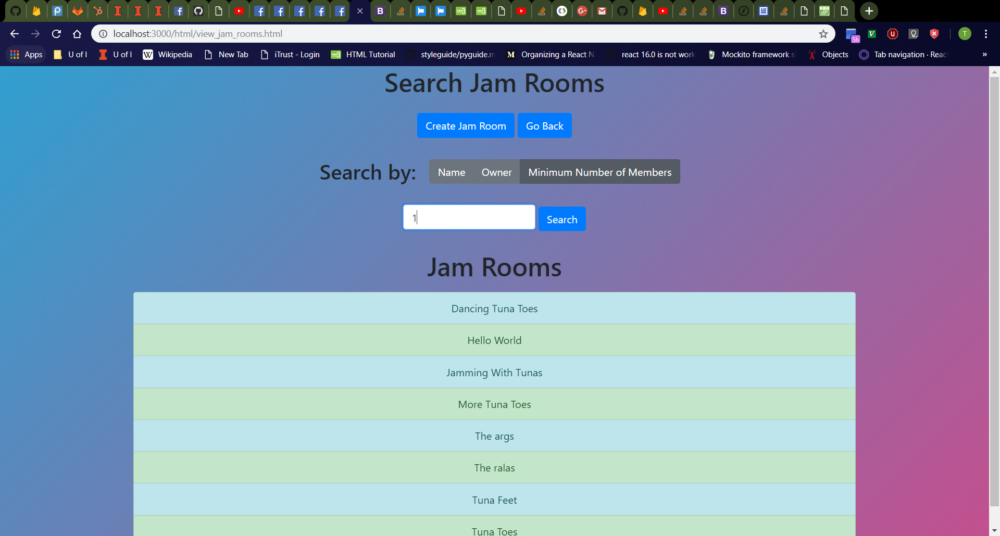 localhost:3000/html/view_jam_rooms.html
5h
T
Apps
U of I
U of I
Wikipedia
New Tab
iTrust - Login
HTML Tutorial
styleguide/pyguide.m
Organizing a React N
react 16.0 is not work
Mockito framework si
Objects
Tab navigation · Reac
»
Search Jam Rooms
Create Jam Room Go Back
Search by: Name Owner Minimum Number of Members
1 Search
Jam Rooms
Dancing Tuna Toes
Hello World
Jamming With Tunas
More Tuna Toes
The args
The ralas
Tuna Feet
Tuna Toes